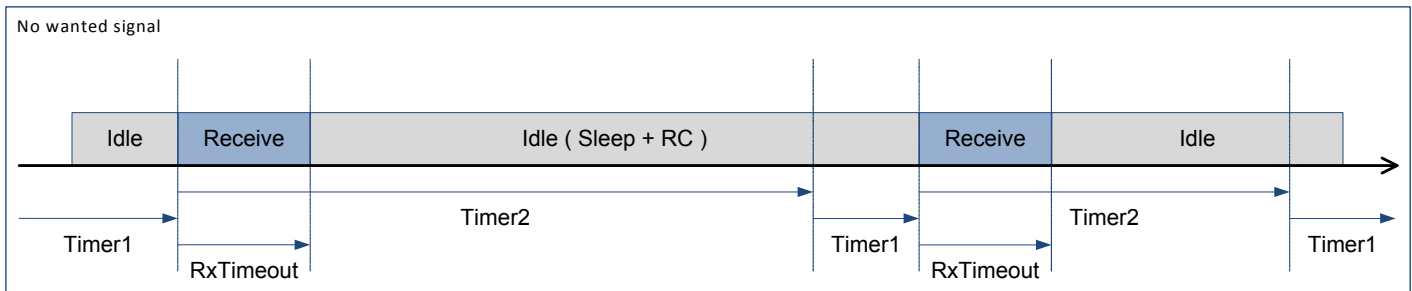 No wanted signal
Idle
Receive
Idle ( Sleep + RC )
Receive
Idle
Timer2
Timer2
Timer1
Timer1
Timer1
RxTimeout
RxTimeout